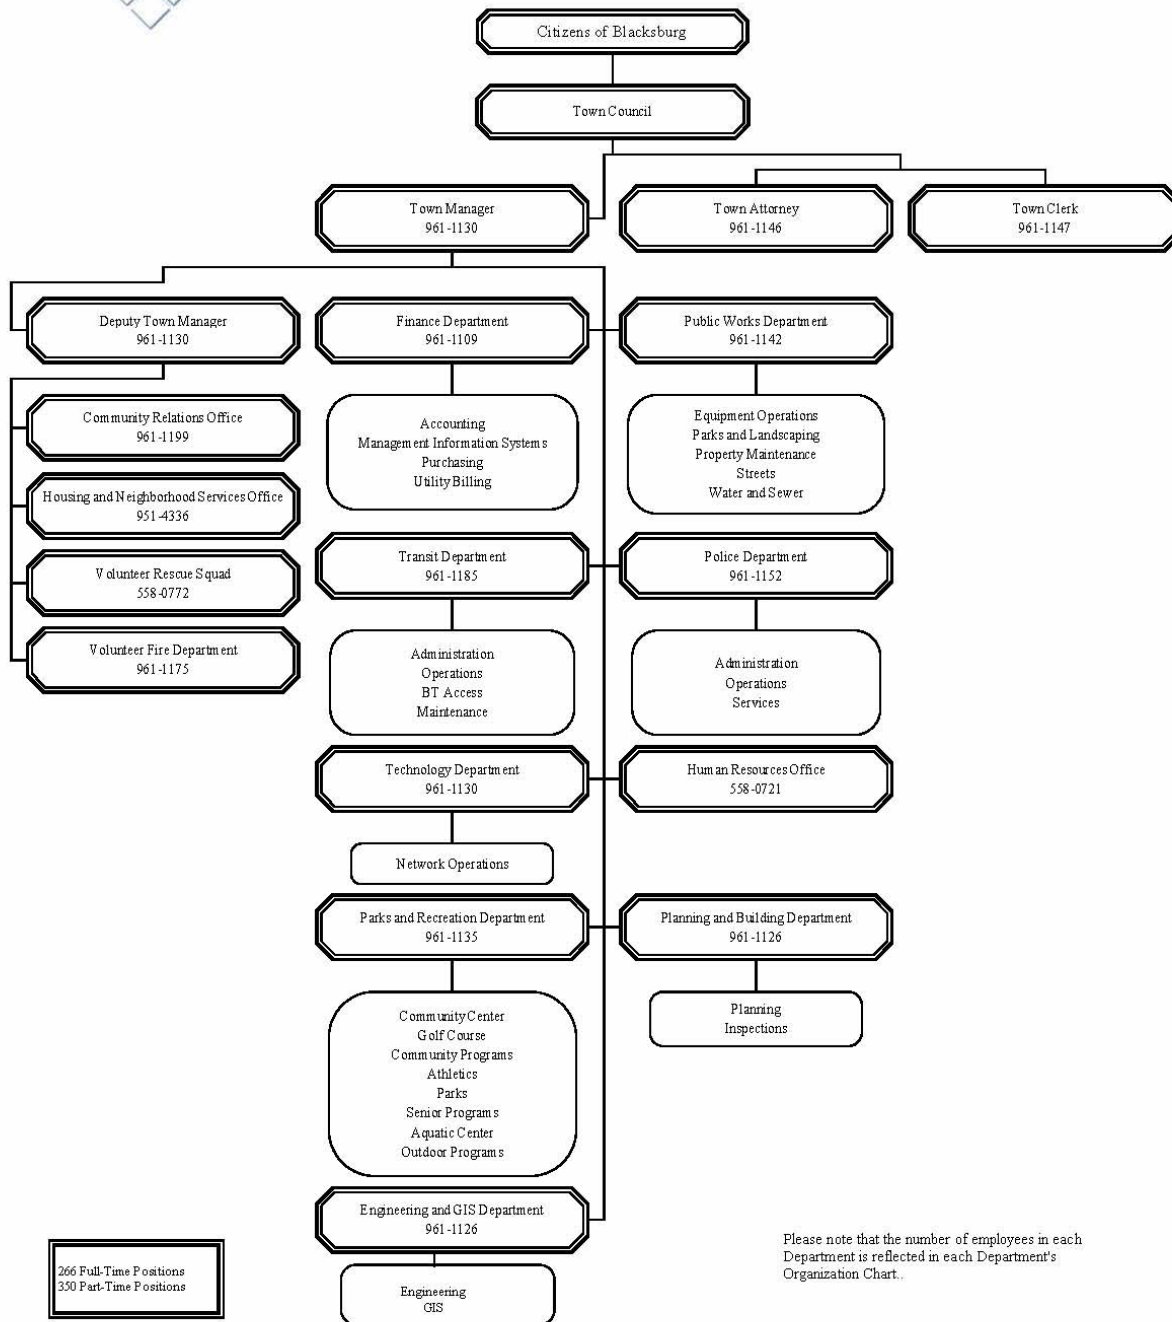 Citizens of Blacksburg
Town Council
Town Manager
961-1130
Town Attorney
961-1146
Town Clerk
961-1147
Deputy Town Manager
961-1130
Finance Department
961-1109
Public Works Department
961-1142
Community Relations Office
961-1199
Housing and Neighborhood Services Office
951-4336
Volunteer Rescue Squad
558-0772
Volunteer Fire Department
961-1175
Accounting
Management Information Systems
Purchasing
Utility Billing
Equipment Operations
Parks and Landscaping
Property Maintenance
Streets
Water and Sewer
Transit Department
961-1185
Police Department
961-1152
Administration
Operations
BT Access
Maintenance
Administration
Operations
Services
Technology Department
961-1130
Human Resources Office
558-0721
Network Operations
Parks and Recreation Department
961-1135
Planning and Building Department
961-1126
Community Center
Golf Course
Community Programs
Athletics
Parks
Senior Programs
Aquatic Center
Outdoor Programs
Planning
Inspections
Engineering and GIS Department
961-1126
Engineering
GIS
266 Full-Time Positions
350 Part-Time Positions
Please note that the number of employees in each
Department is reflected in each Department's
Organization Chart..